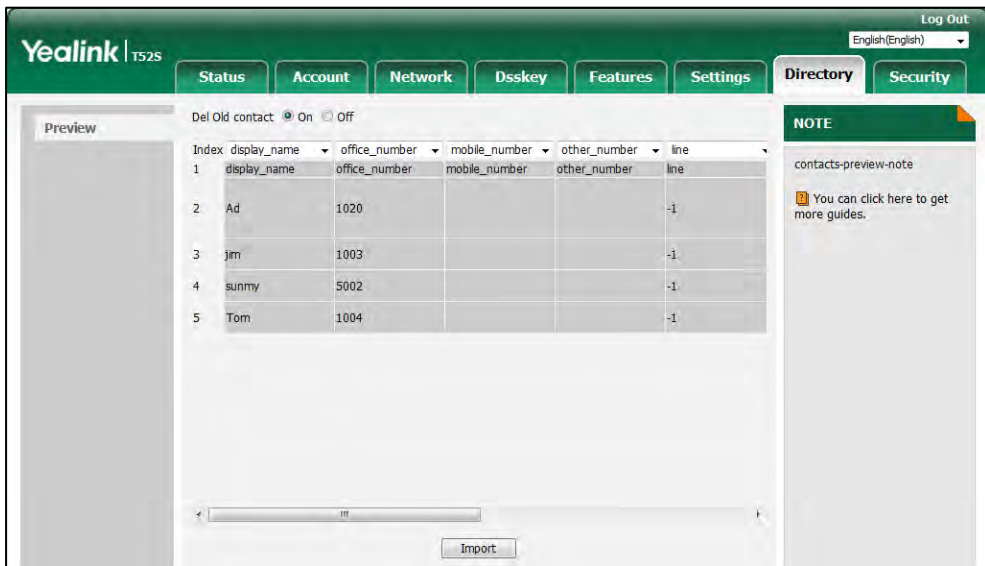 Log Out
Yealink | T52S
English(English)
Status Account Network Dsskey Features Settings Directory Security
Preview
Del Old contact On Off
NOTE
Index display_name office_number mobile_number other_number line
1 display_name office_number mobile_number other_number line
contacts-preview-note
2 Ad 1020 -1
You can click here to get
more guides.
3 jim 1003 -1
4 sunmy 5002 -1
5 Tom 1004 -1
Import